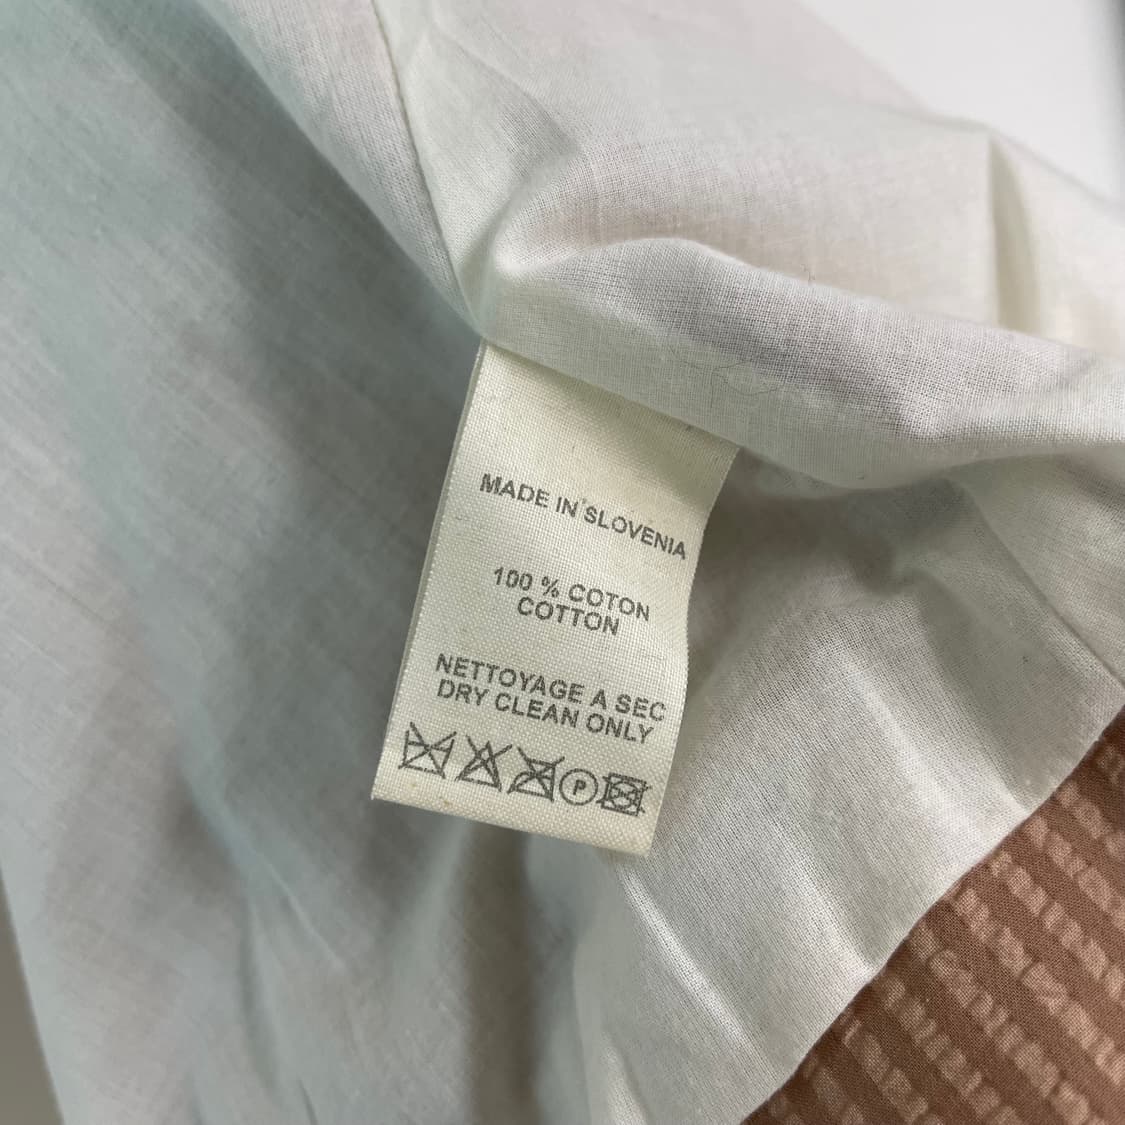 MADE IN SLOVENIA
100 % COTON
COTTON
NETTOYAGE A SEC
DRY CLEAN ONLY
P